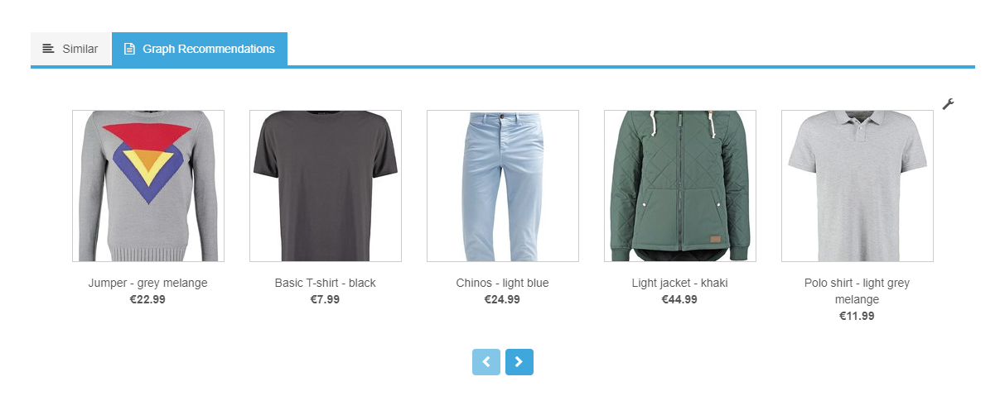 Similar
Graph Recommendations
Jumper - grey melange
€22.99
Basic T-shirt - black
€7.99
Chinos - light blue
€24.99
Light jacket - khaki
€44.99
Polo shirt - light grey
melange
€11.99